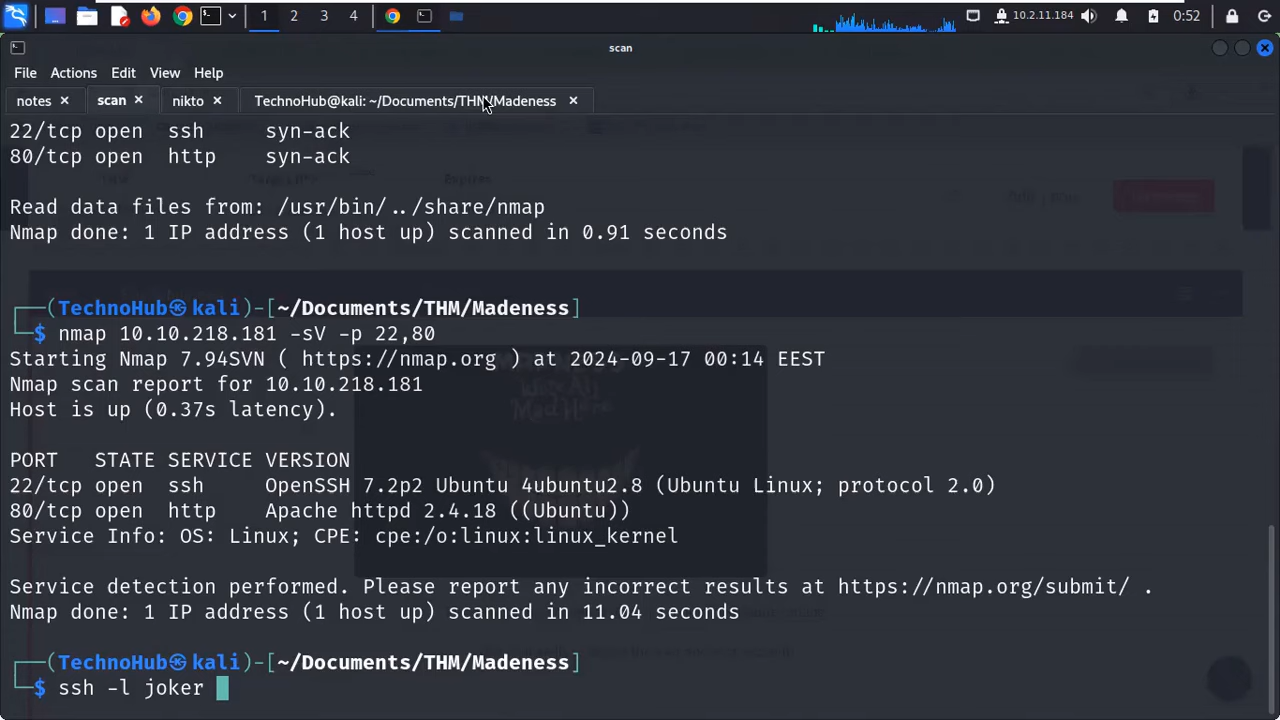 1 2 3 4 10.2.11.184 0:52
scan
File Actions Edit View Help
notes scan nikto TechnoHub@kali: ~/Documents/THM/Madeness
22/tcp open ssh syn-ack
80/tcp open http syn-ack
Read data files from: /usr/bin/../share/nmap
Nmap done: 1 IP address (1 host up) scanned in 0.91 seconds
┌──(TechnoHub㉿kali)-[~/Documents/THM/Madeness]
└─$ nmap 10.10.218.181 -sV -p 22,80
Starting Nmap 7.94SVN ( https://nmap.org ) at 2024-09-17 00:14 EEST
Nmap scan report for 10.10.218.181
Host is up (0.37s latency).
PORT STATE SERVICE VERSION
22/tcp open ssh OpenSSH 7.2p2 Ubuntu 4ubuntu2.8 (Ubuntu Linux; protocol 2.0)
80/tcp open http Apache httpd 2.4.18 ((Ubuntu))
Service Info: OS: Linux; CPE: cpe:/o:linux:linux_kernel
Service detection performed. Please report any incorrect results at https://nmap.org/submit/ .
Nmap done: 1 IP address (1 host up) scanned in 11.04 seconds
┌──(TechnoHub㉿kali)-[~/Documents/THM/Madeness]
└─$ ssh -l joker